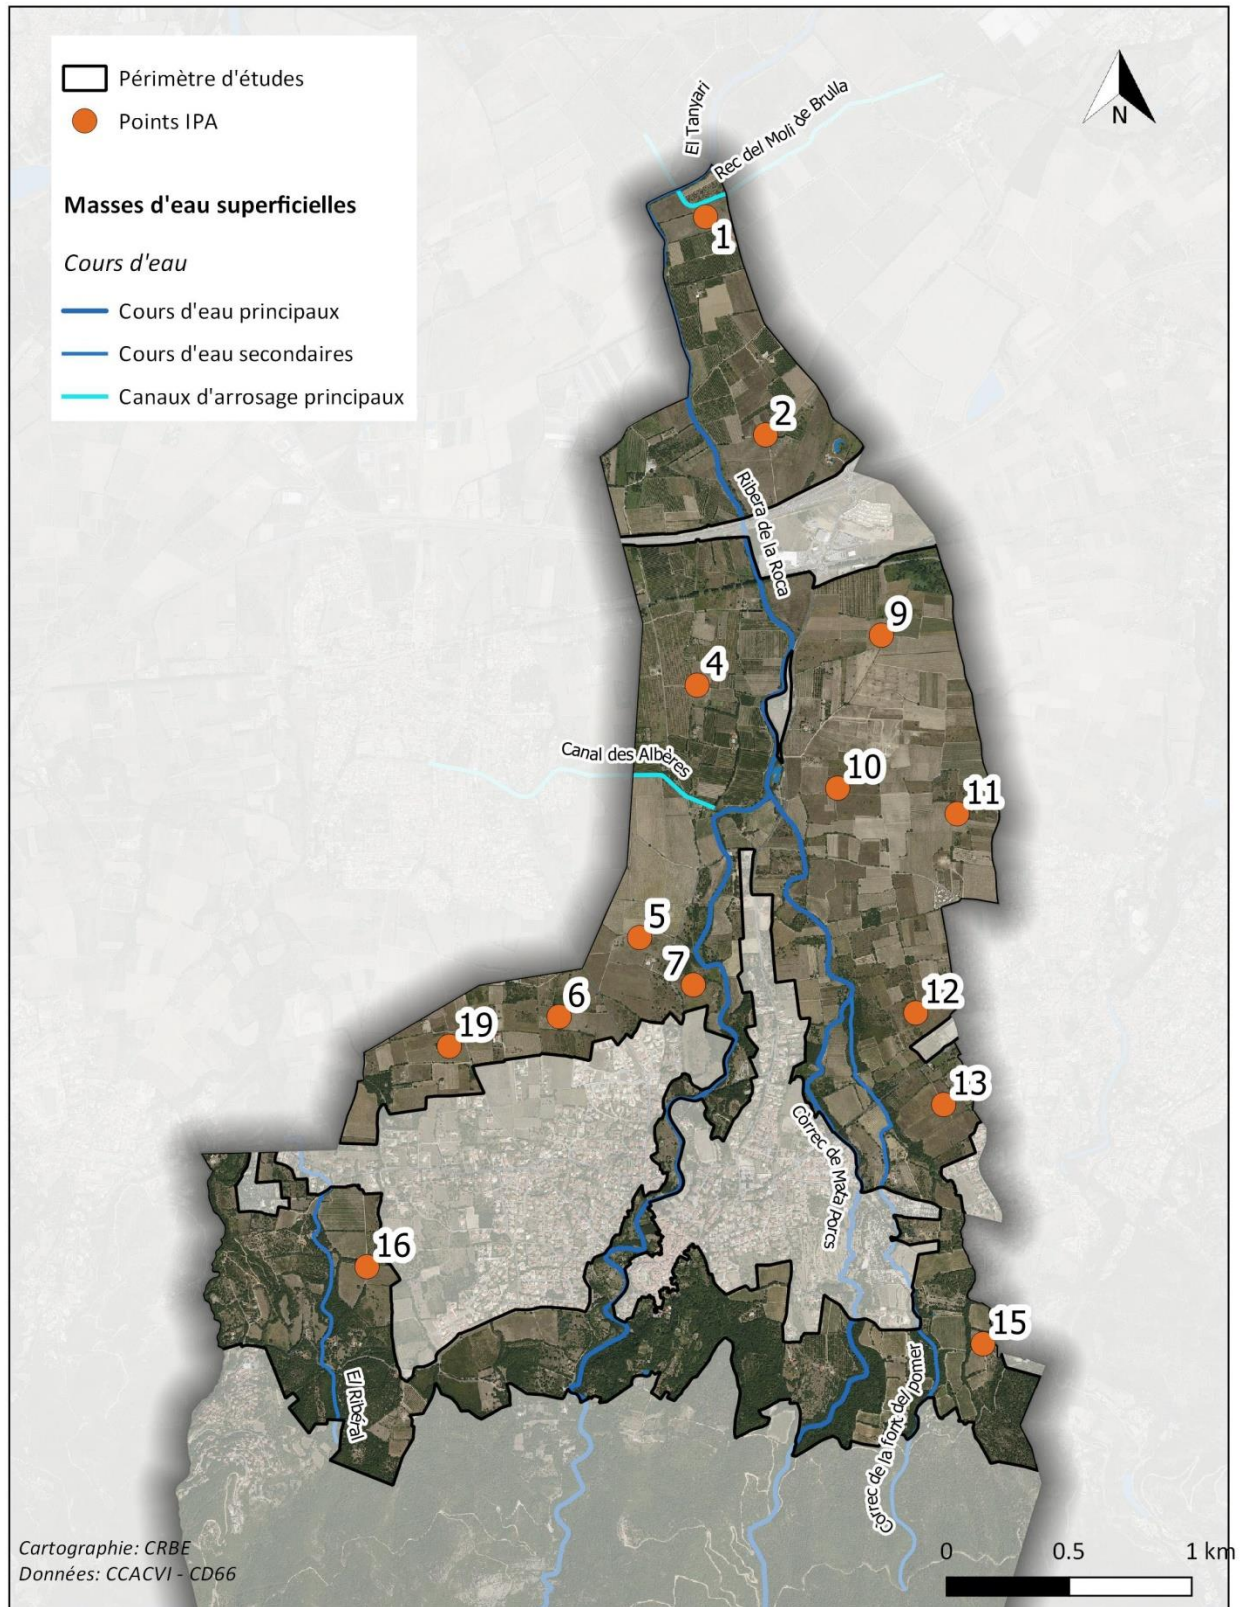 Périmètre d'études
Points IPA
Masses d'eau superficielles
Cours d'eau
Cours d'eau principaux
Cours d'eau secondaires
Canaux d'arrosage principaux
N
El Tanyari
Rec del Moli de Brulla
1
2
Ribera de la Roca
9
4
Canal des Albères
10
11
5
7
6
12
19
13
Còrrec de Mata Porcs
16
15
El Ribéral
Còrrec de la font del pomer
Cartographie: CRBE
Données: CCACVI - CD66
0 0.5 1 km